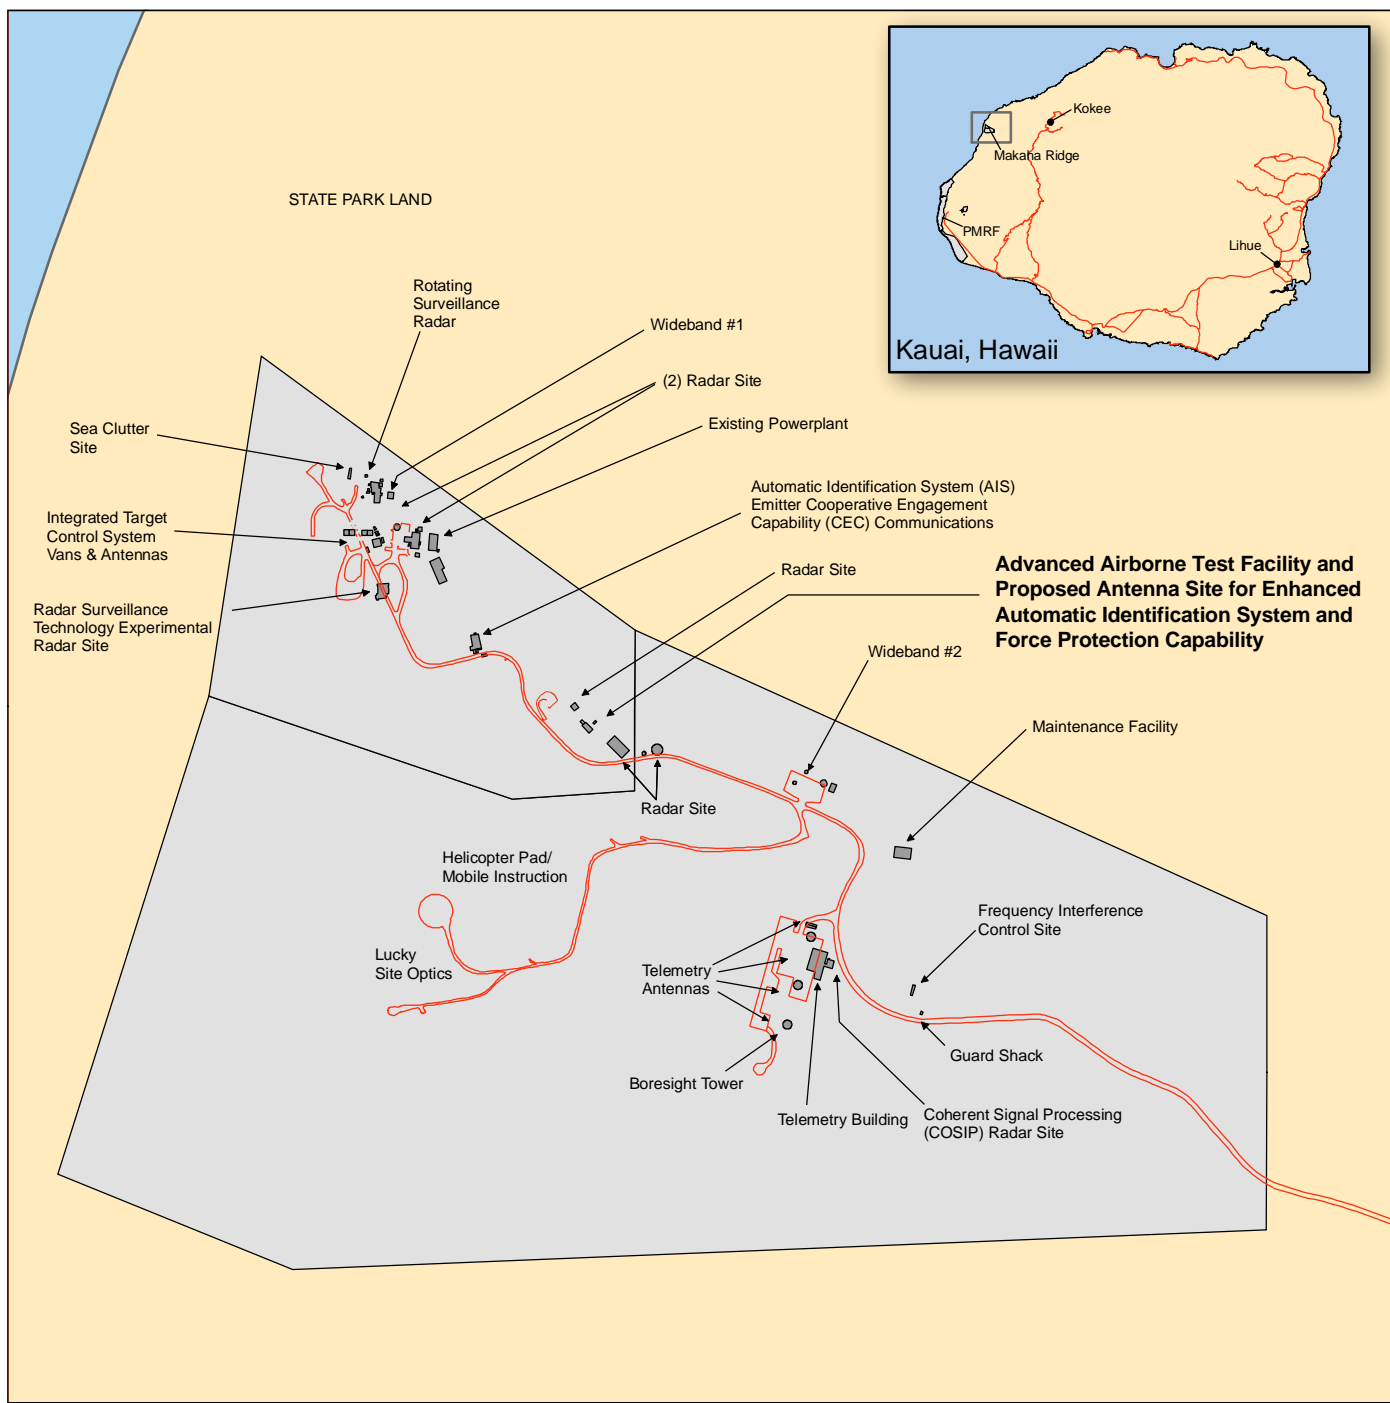 Kokee
Makaha Ridge
PMRF
Lihue
Kauai, Hawaii
STATE PARK LAND
Rotating
Surveillance
Radar
Wideband #1
(2) Radar Site
Existing Powerplant
Sea Clutter
Site
Automatic Identification System (AIS)
Emitter Cooperative Engagement
Capability (CEC) Communications
Integrated Target
Control System
Vans & Antennas
Radar Site
Advanced Airborne Test Facility and
Proposed Antenna Site for Enhanced
Automatic Identification System and
Force Protection Capability
Radar Surveillance
Technology Experimental
Radar Site
Wideband #2
Maintenance Facility
Radar Site
Helicopter Pad/
Mobile Instruction
Frequency Interference
Control Site
Lucky
Site Optics
Telemetry
Antennas
Guard Shack
Boresight Tower
Telemetry Building
Coherent Signal Processing
(COSIP) Radar Site